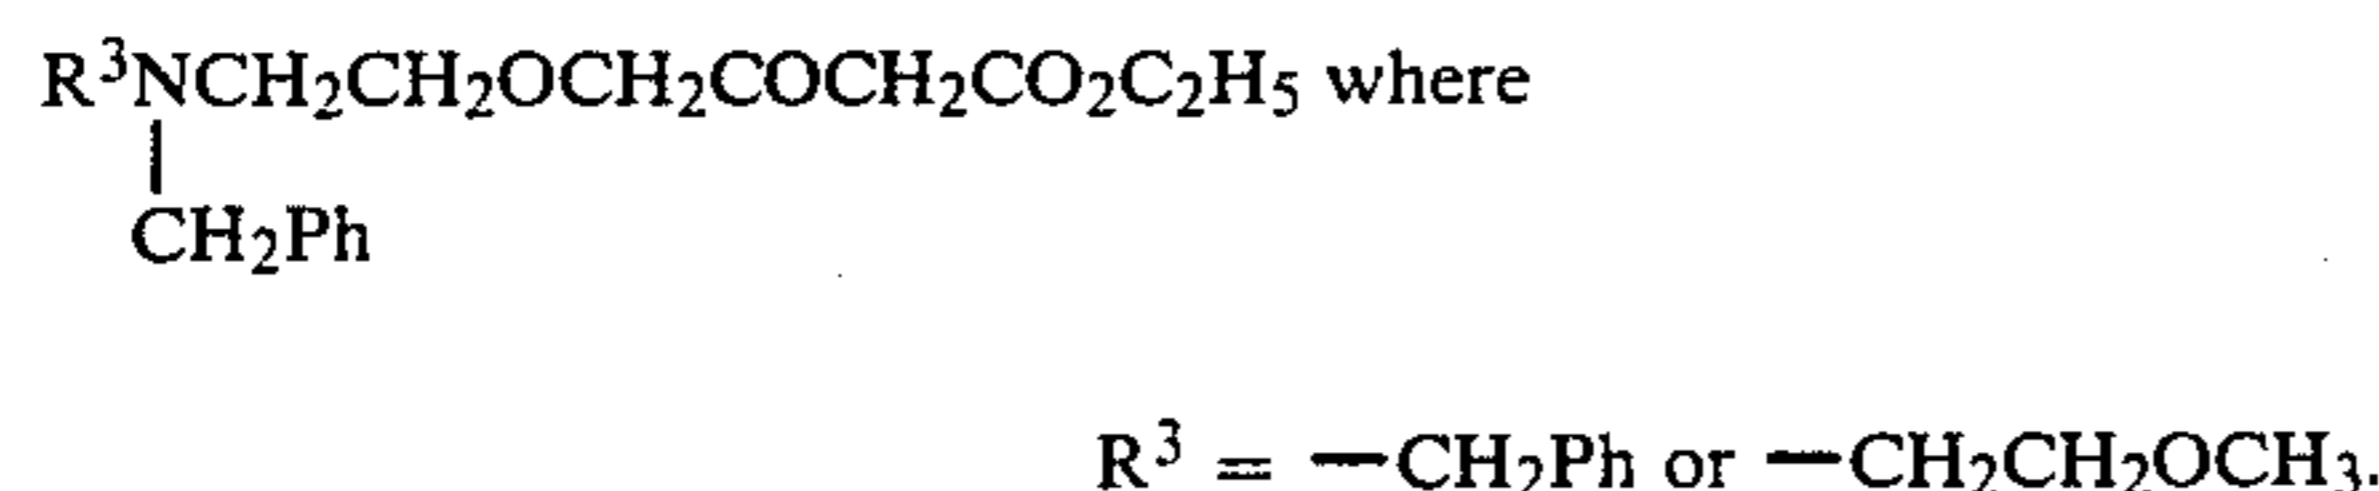 R³NCH₂CH₂OCH₂COCH₂CO₂C₂H₅ where
CH₂Ph
R³ = —CH₂Ph or —CH₂CH₂OCH₃.